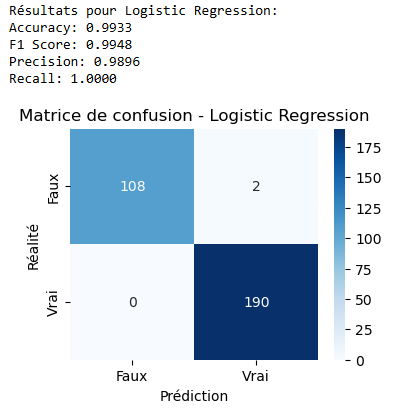 Résultats pour Logistic Regression:
Accuracy: 0.9933
F1 Score: 0.9948
Precision: 0.9896
Recall: 1.0000
Matrice de confusion - Logistic Regression
175
Faux 108 2
150
125
Réalité
100
75
Vrai 0 190
50
25
0
Faux Vrai
Prédiction